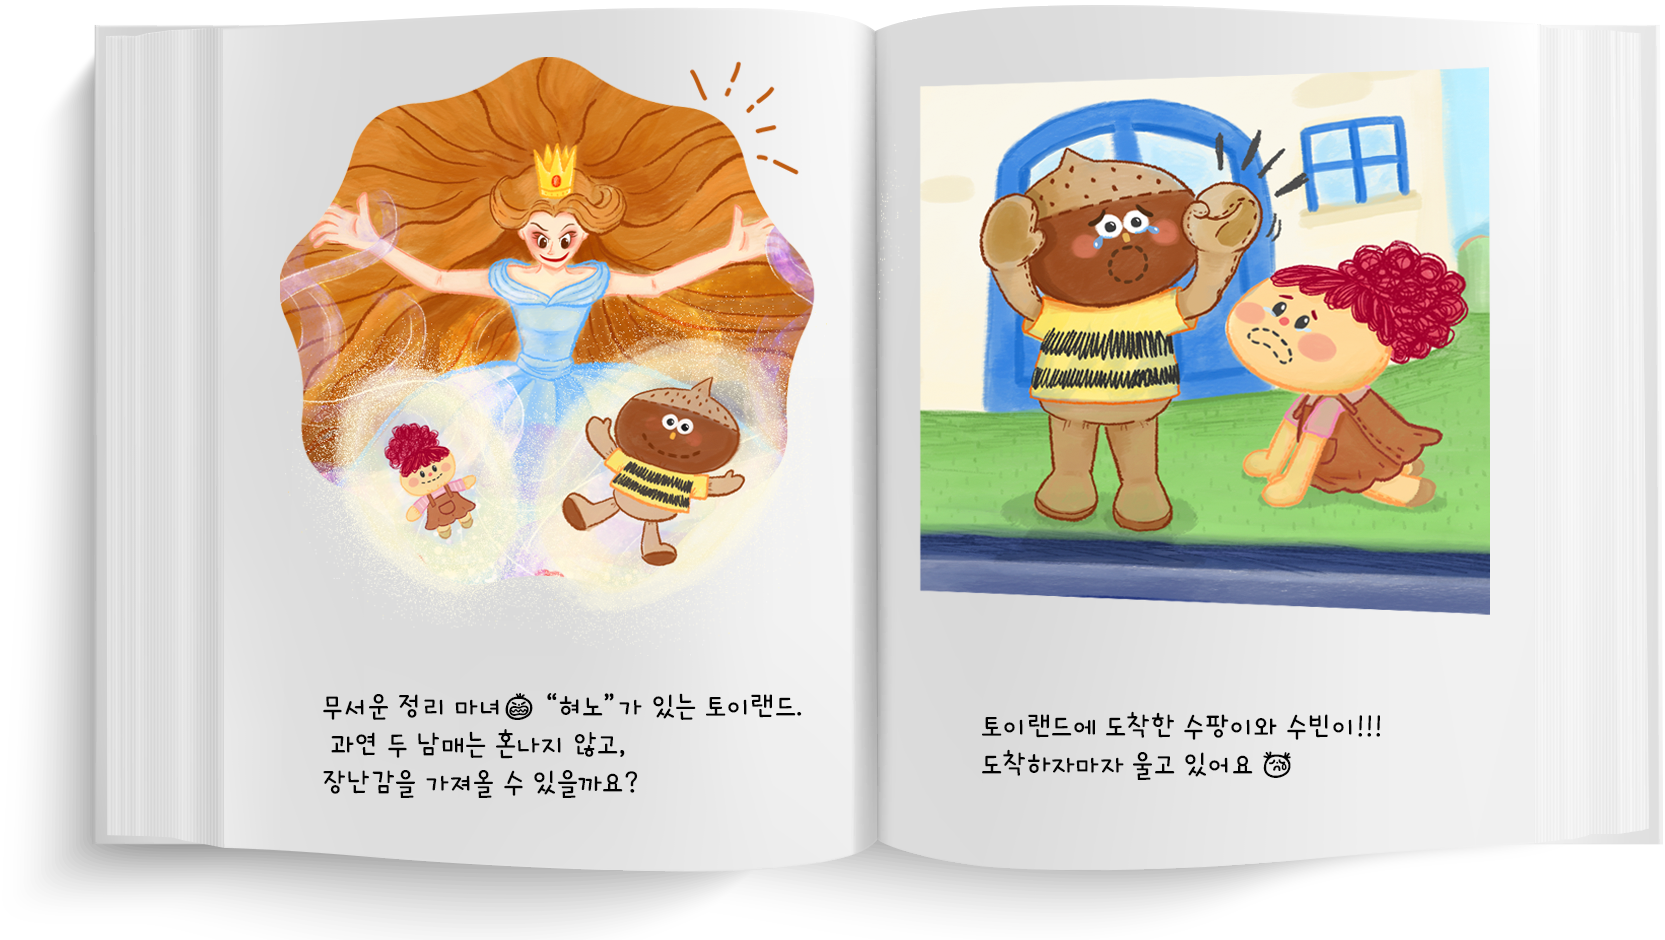 무서운 정리 마녀 “혀노”가 있는 토이랜드.
과연 두 남매는 혼나지 않고,
장난감을 가져올 수 있을까요?
토이랜드에 도착한 수팡이와 수빈이!!!
도착하자마자 울고 있어요